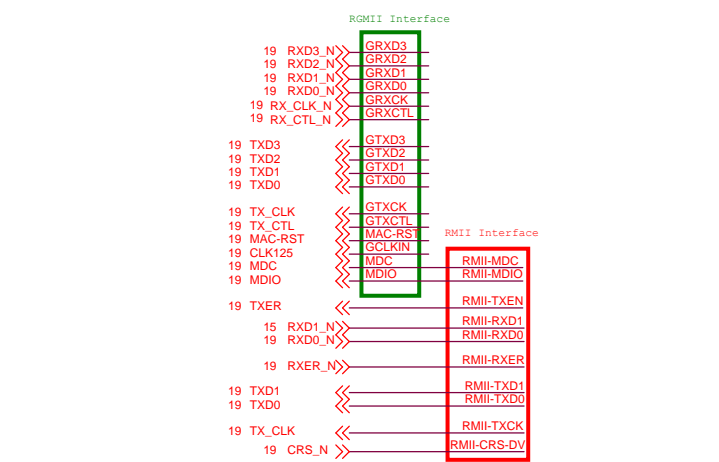 RGMII Interface
19 RXD3_N GRXD3
19 RXD2_N GRXD2
19 RXD1_N GRXD1
19 RXD0_N GRXD0
19 RX_CLK_N GRXCK
19 RX_CTL_N GRXCTL
19 TXD3 GTXD3
19 TXD2 GTXD2
19 TXD1 GTXD1
19 TXD0 GTXD0
19 TX_CLK GTXCK
19 TX_CTL GTXCTL
RMII Interface
19 MAC-RST MAC-RST
19 CLK125 GCLKIN
19 MDC MDC RMII-MDC
19 MDIO MDIO RMII-MDIO
19 TXER RMII-TXEN
15 RXD1_N RMII-RXD1
19 RXD0_N RMII-RXD0
19 RXER_N RMII-RXER
19 TXD1 RMII-TXD1
19 TXD0 RMII-TXD0
19 TX_CLK RMII-TXCK
19 CRS_N RMII-CRS-DV